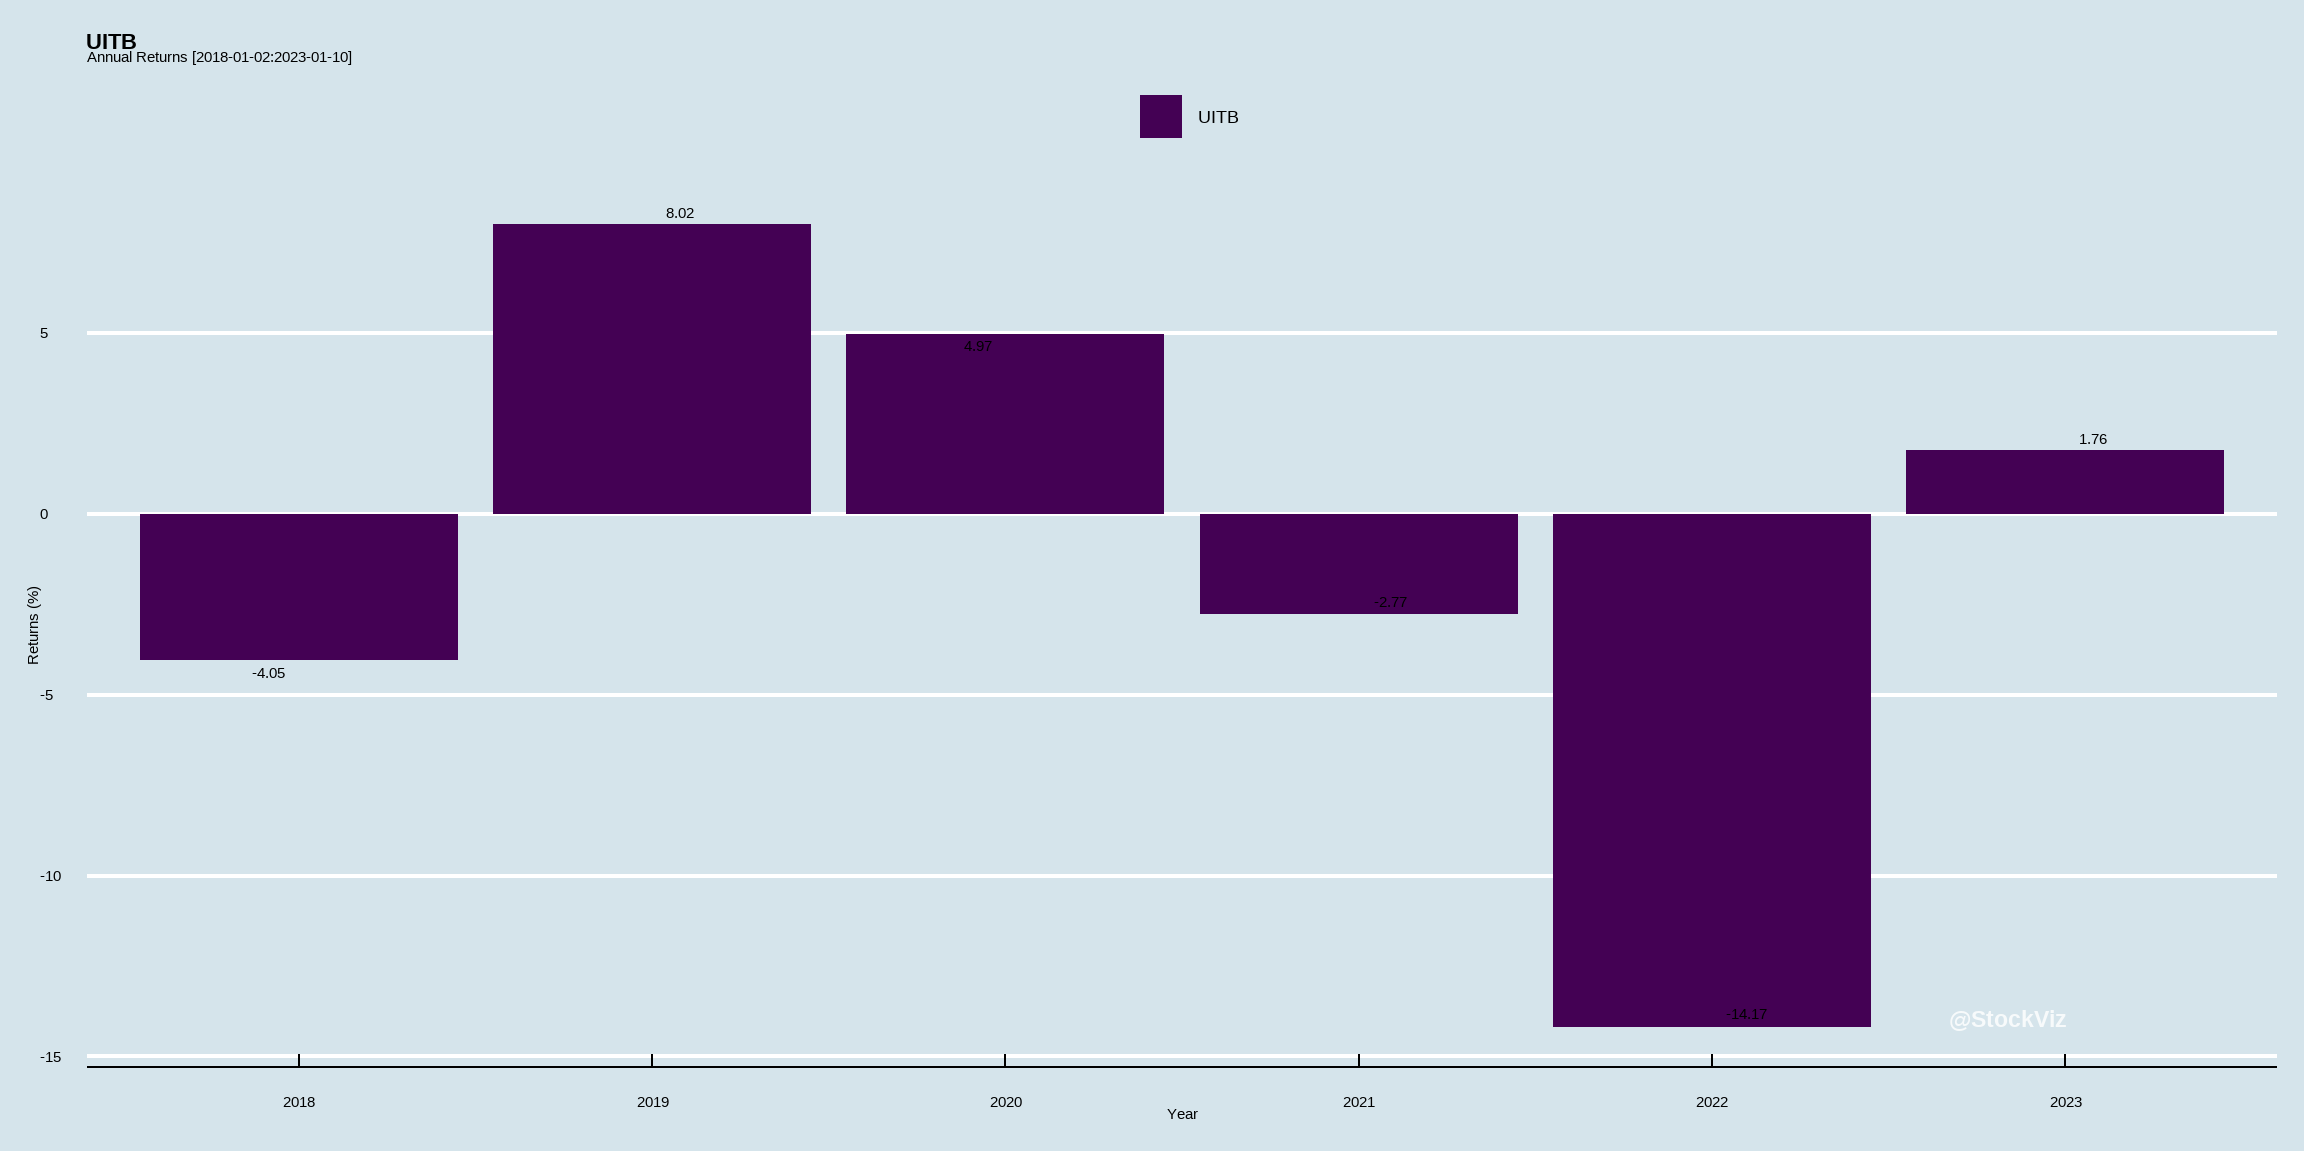 UITB
Annual Returns [2018-01-02:2023-01-10]
UITB
8.02
5
4.97
1.76
0
-2.77
Returns (%)
-4.05
-5
-10
-14.17
@StockViz
-15
2018 2019 2020 2021 2022 2023
Year